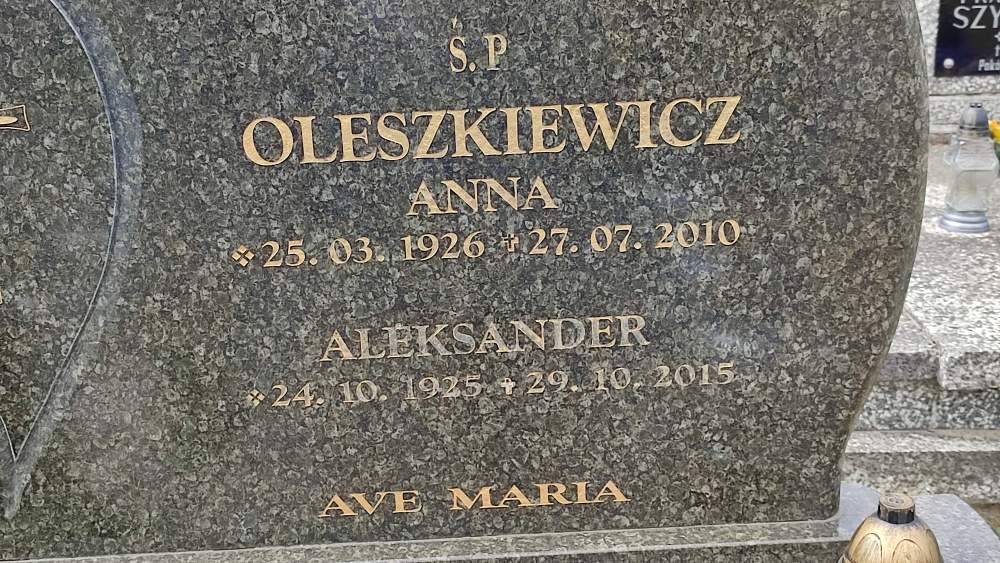 Ś. P
OLESZKIEWICZ
ANNA
25. 03. 1926 ✝ 27. 07. 2010
ALEKSANDER
24. 10. 1925 ✝ 29. 10. 2015
AVE MARIA